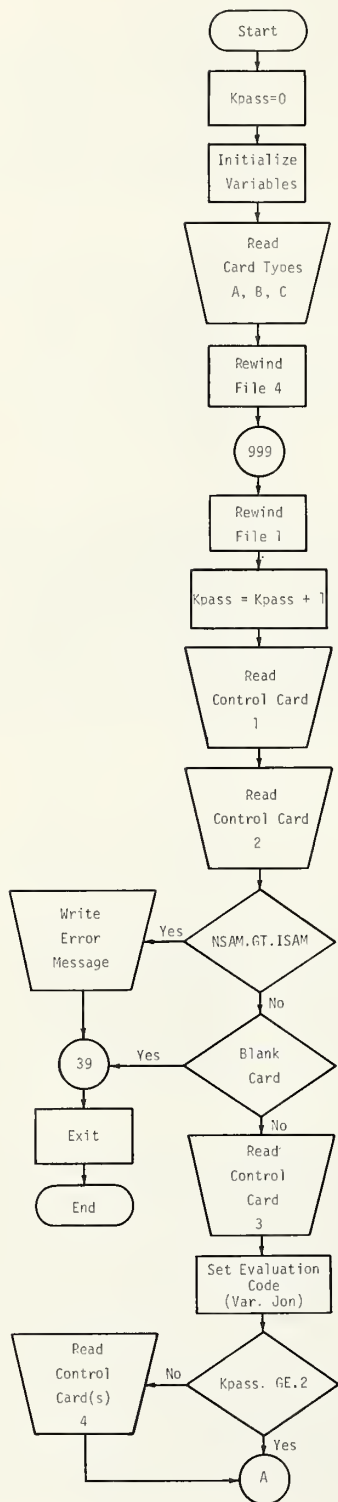 Start
Kpass=0
Initialize
Variables
Read
Card Types
A, B, C
Rewind
File 4
999
Rewind
File 1
Kpass = Kpass + 1
Read
Control Card
1
Read
Control Card
2
Write
Error
Message
Yes
NSAM.GT.ISAM
No
39
Yes
Blank
Card
No
Exit
End
Read
Control
Card
3
Set Evaluation
Code
(Var. Jon)
Read
Control
Card(s)
4
No
Kpass. GE.2
Yes
A